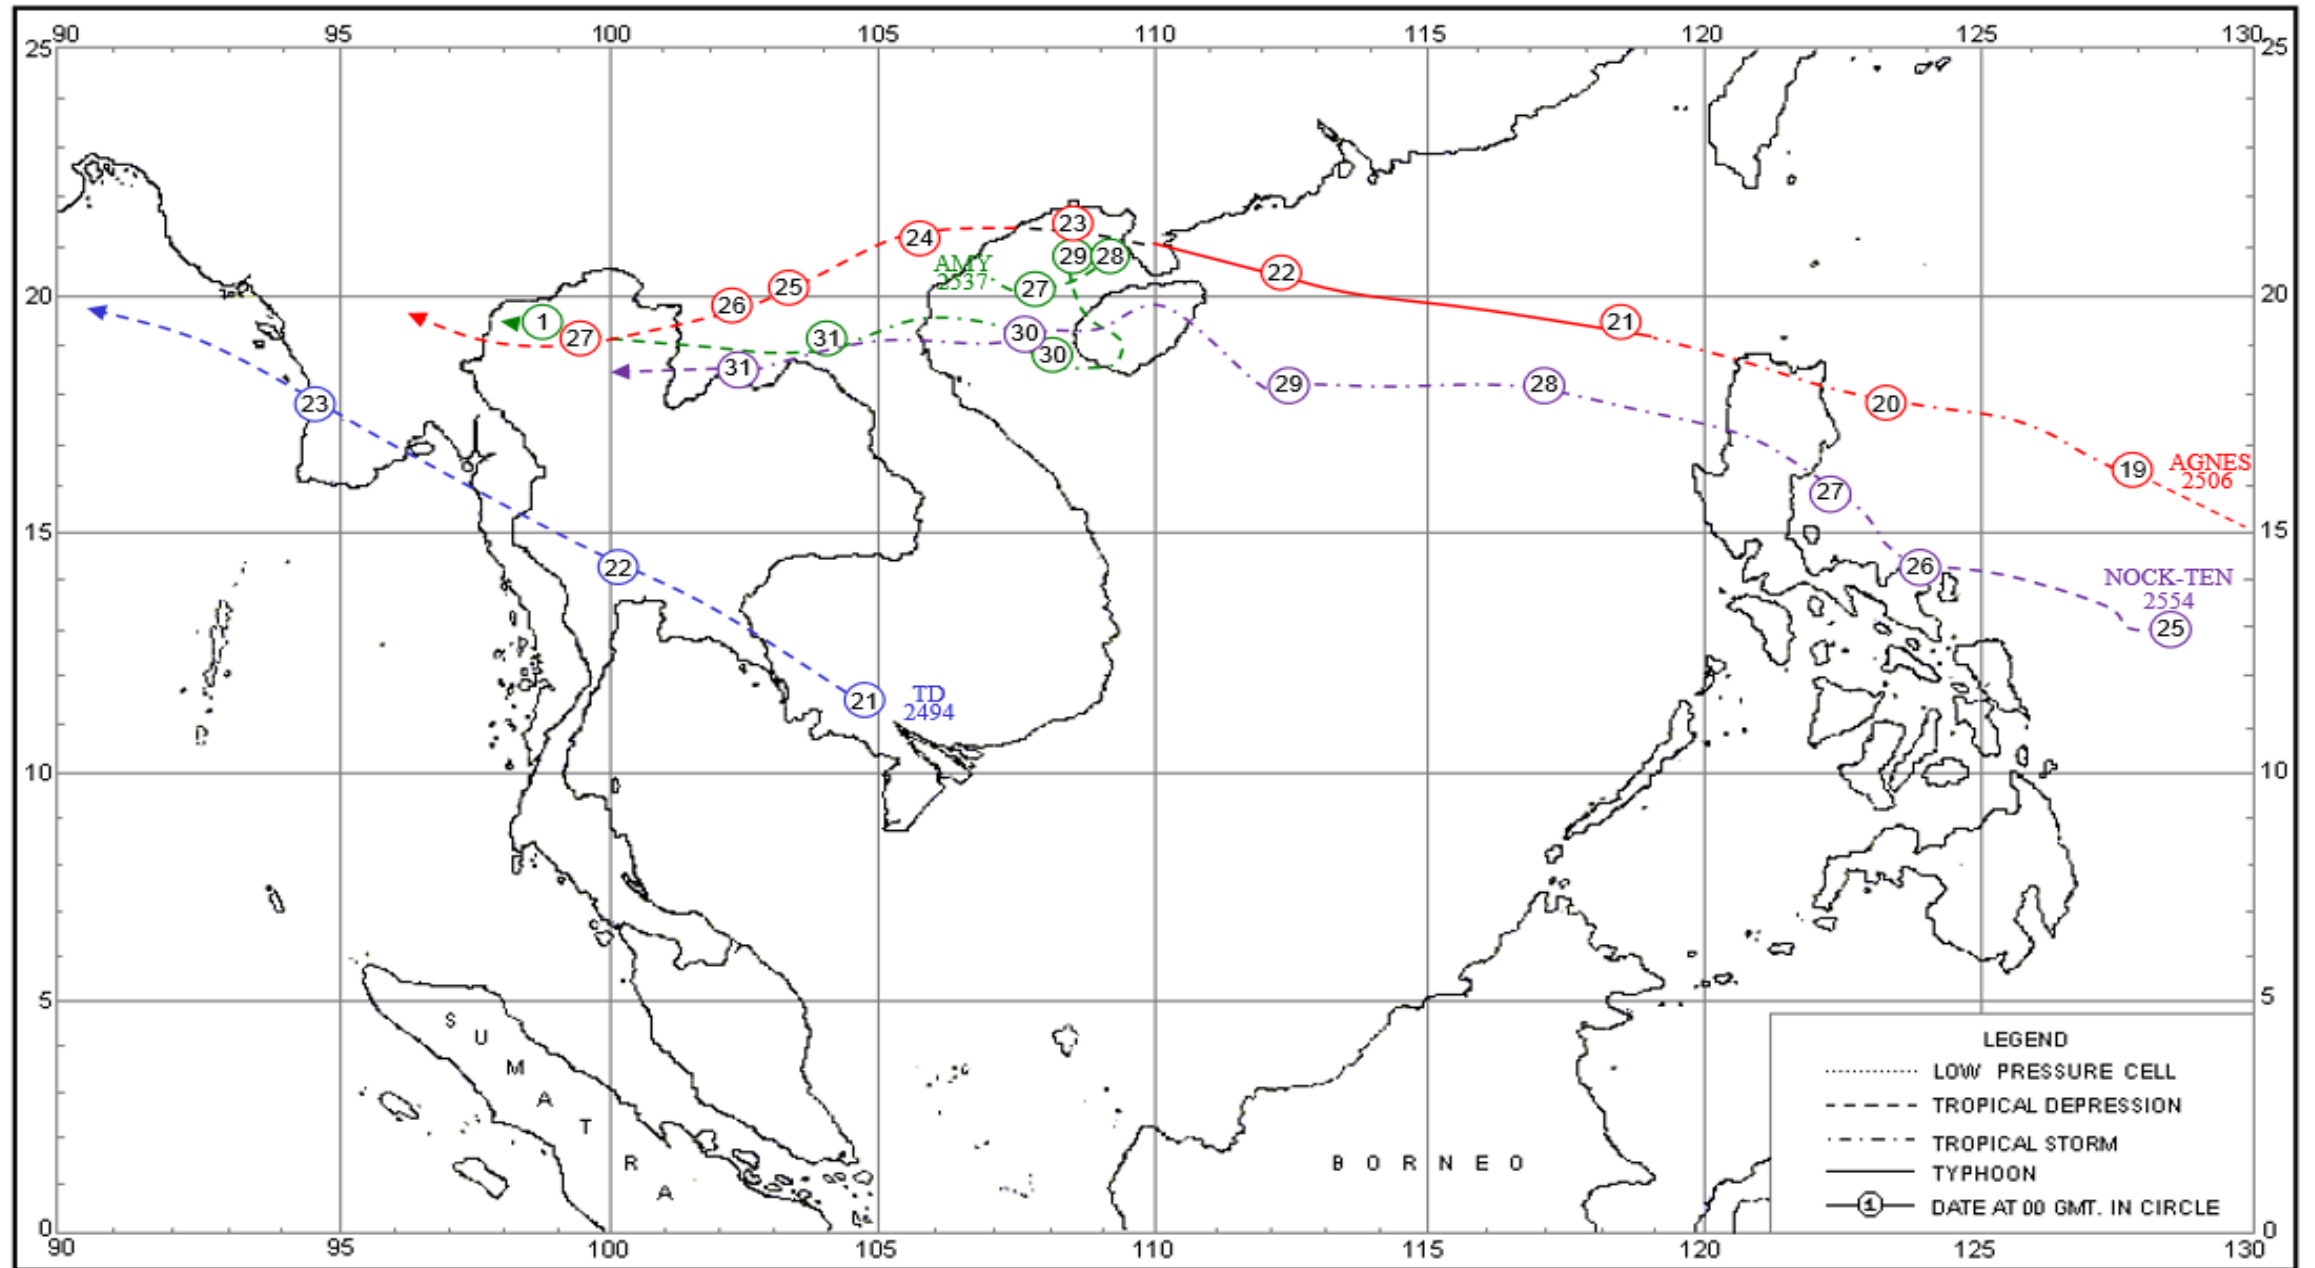 90 95 100 105 110 115 120 125 130
25 25
23 29 28 24 22
AMY
2537
27 25 26 20 20
1 27 31 30 30 21
31 29 28 20
23
19 AGNES
2506
27
15 15
22 26
NOCK-TEN
2554
25
21 TD
2494
10 10
5 5
S U M A T R A
B O R N E O
LEGEND
LOW PRESSURE CELL
TROPICAL DEPRESSION
TROPICAL STORM
TYPHOON
1 DATE AT 00 GMT. IN CIRCLE
0 0
90 95 100 105 110 115 120 125 130